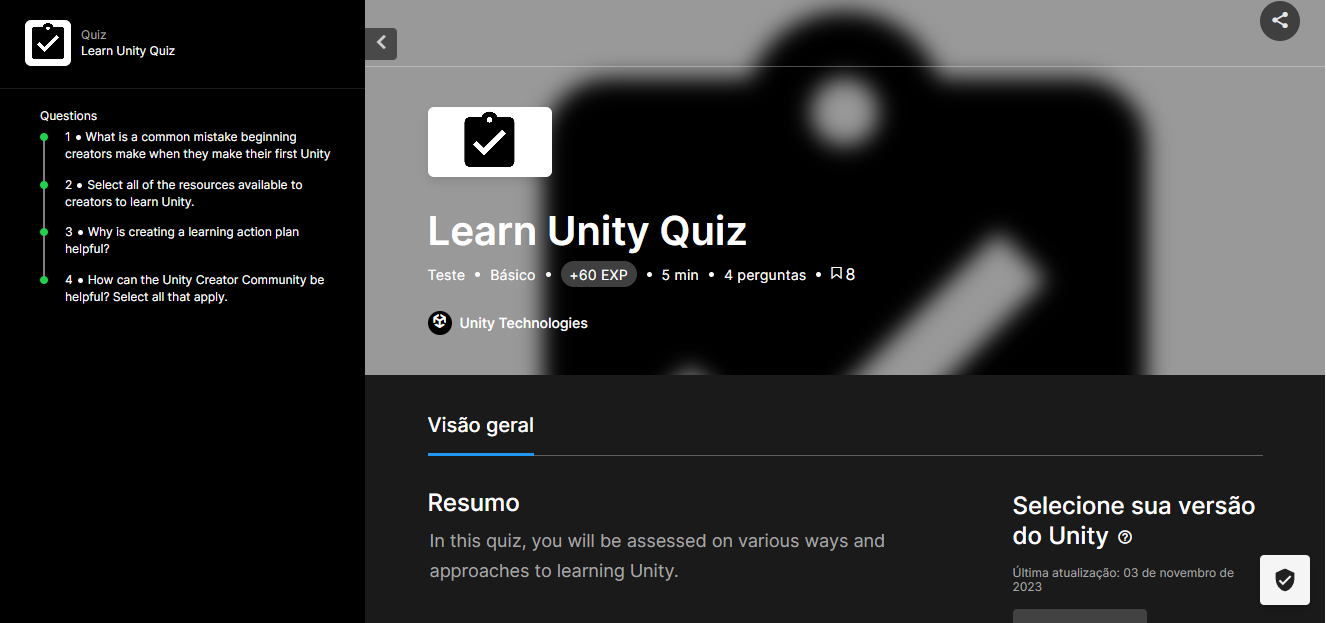 Quiz
Learn Unity Quiz
Questions
1 ● What is a common mistake beginning
creators make when they make their first Unity
2 ● Select all of the resources available to
creators to learn Unity.
3 ● Why is creating a learning action plan
helpful?
4 ● How can the Unity Creator Community be
helpful? Select all that apply.
Learn Unity Quiz
Teste • Básico • +60 EXP • 5 min • 4 perguntas • 8
Unity Technologies
Visão geral
Resumo
In this quiz, you will be assessed on various ways and
approaches to learning Unity.
Selecione sua versão
do Unity
Última atualização: 03 de novembro de
2023